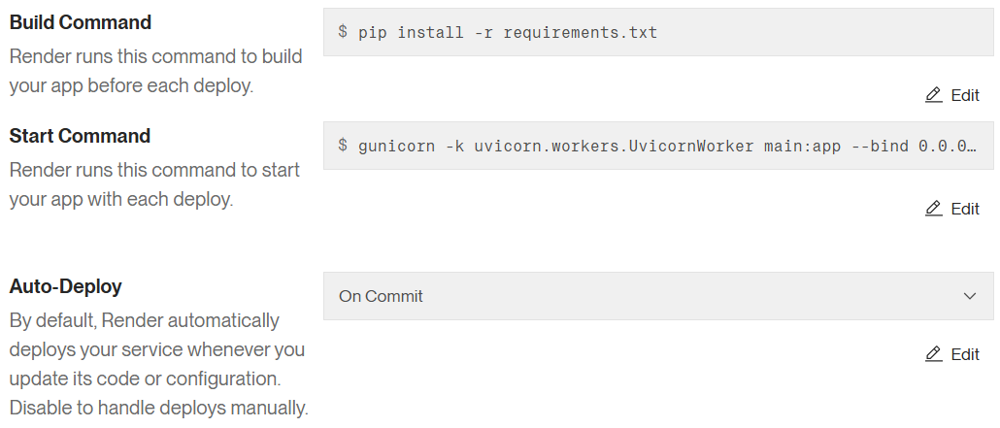 Build Command
Render runs this command to build
your app before each deploy.
$ pip install -r requirements.txt
Edit
Start Command
Render runs this command to start
your app with each deploy.
$ gunicorn -k uvicorn.workers.UvicornWorker main:app --bind 0.0.0…
Edit
Auto-Deploy
By default, Render automatically
deploys your service whenever you
update its code or configuration.
Disable to handle deploys manually.
On Commit
Edit